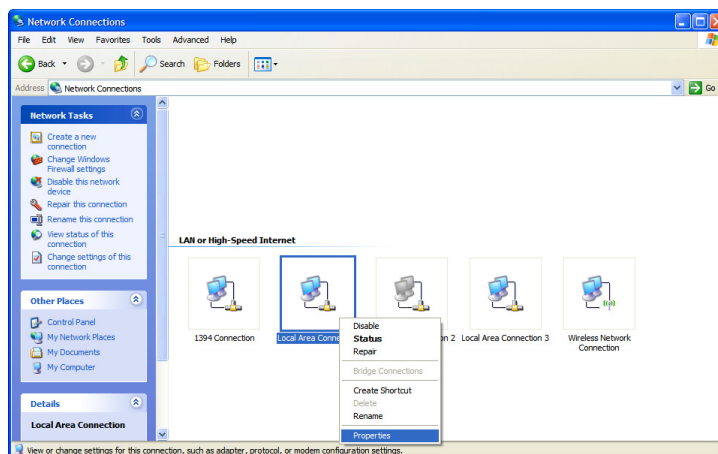 Network Connections
File Edit View Favorites Tools Advanced Help
Back Search Folders
Address Network Connections Go
Network Tasks
Create a new
connection
Change Windows
Firewall settings
Disable this network
device
Repair this connection
Rename this connection
View status of this
connection
Change settings of this
connection
Other Places
Control Panel
My Network Places
My Documents
My Computer
Details
Local Area Connection
LAN or High-Speed Internet
1394 Connection
Local Area Conne
n 2
Local Area Connection 3
Wireless Network
Connection
Disable
Status
Repair
Bridge Connections
Create Shortcut
Delete
Rename
Properties
View or change settings for this connection, such as adapter, protocol, or modem configuration settings.